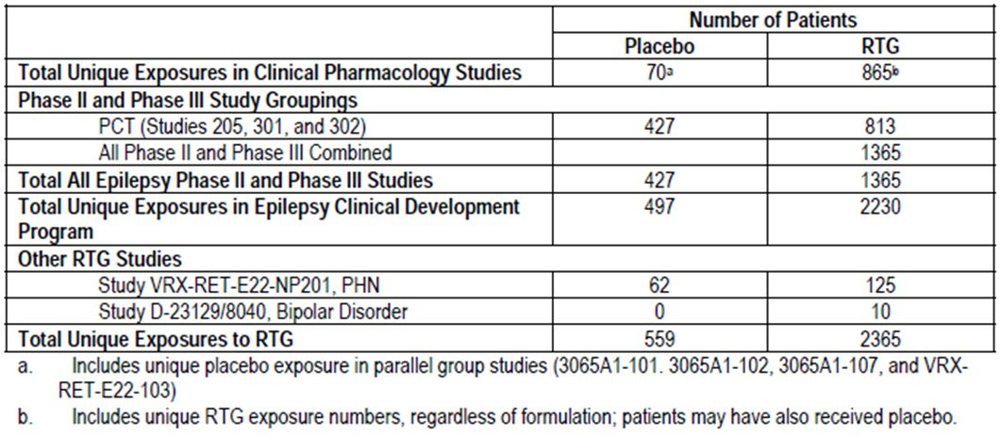 Number of Patients
Placebo RTG
Total Unique Exposures in Clinical Pharmacology Studies 70a 865b
Phase II and Phase III Study Groupings
PCT (Studies 205, 301, and 302) 427 813
All Phase II and Phase III Combined 1365
Total All Epilepsy Phase II and Phase III Studies 427 1365
Total Unique Exposures in Epilepsy Clinical Development 497 2230
Program
Other RTG Studies
Study VRX-RET-E22-NP201, PHN 62 125
Study D-23129/8040, Bipolar Disorder 0 10
Total Unique Exposures to RTG 559 2365
a. Includes unique placebo exposure in parallel group studies (3065A1-101. 3065A1-102, 3065A1-107, and VRX-
RET-E22-103)
b. Includes unique RTG exposure numbers, regardless of formulation; patients may have also received placebo.